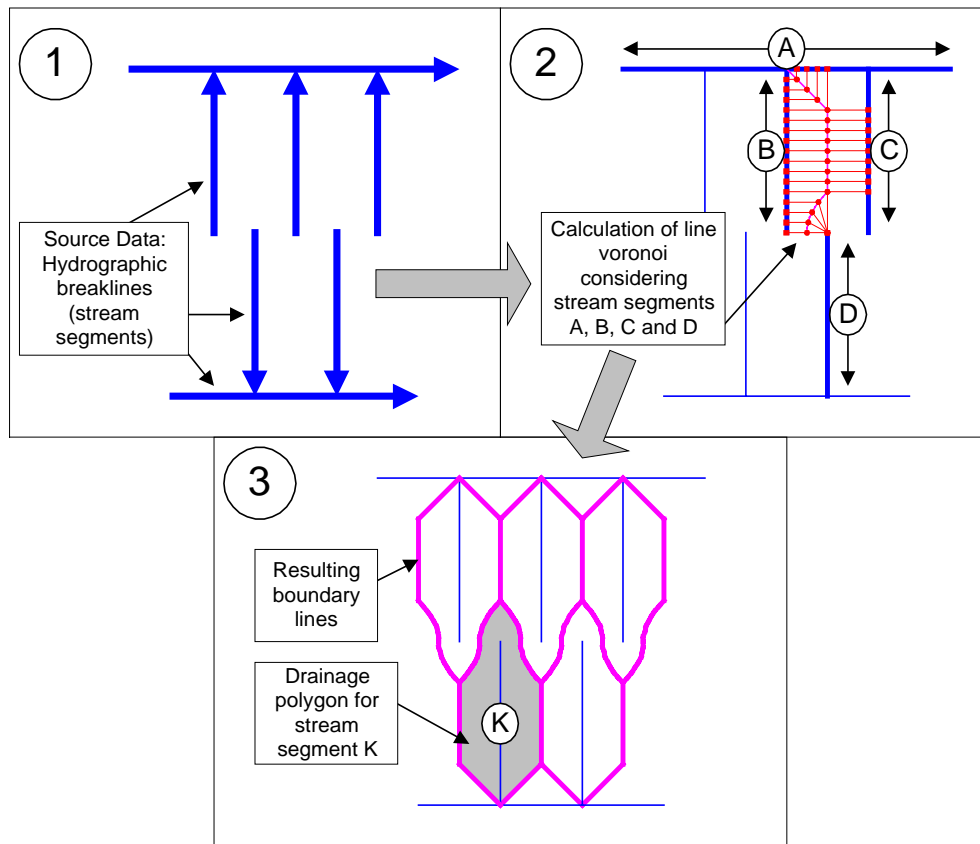 1
Source Data:
Hydrographic
breaklines
(stream
segments)
2
A
B
C
Calculation of line
voronoi
considering
stream segments
A, B, C and D
D
3
Resulting
boundary
lines
Drainage
polygon for
stream
segment K
K